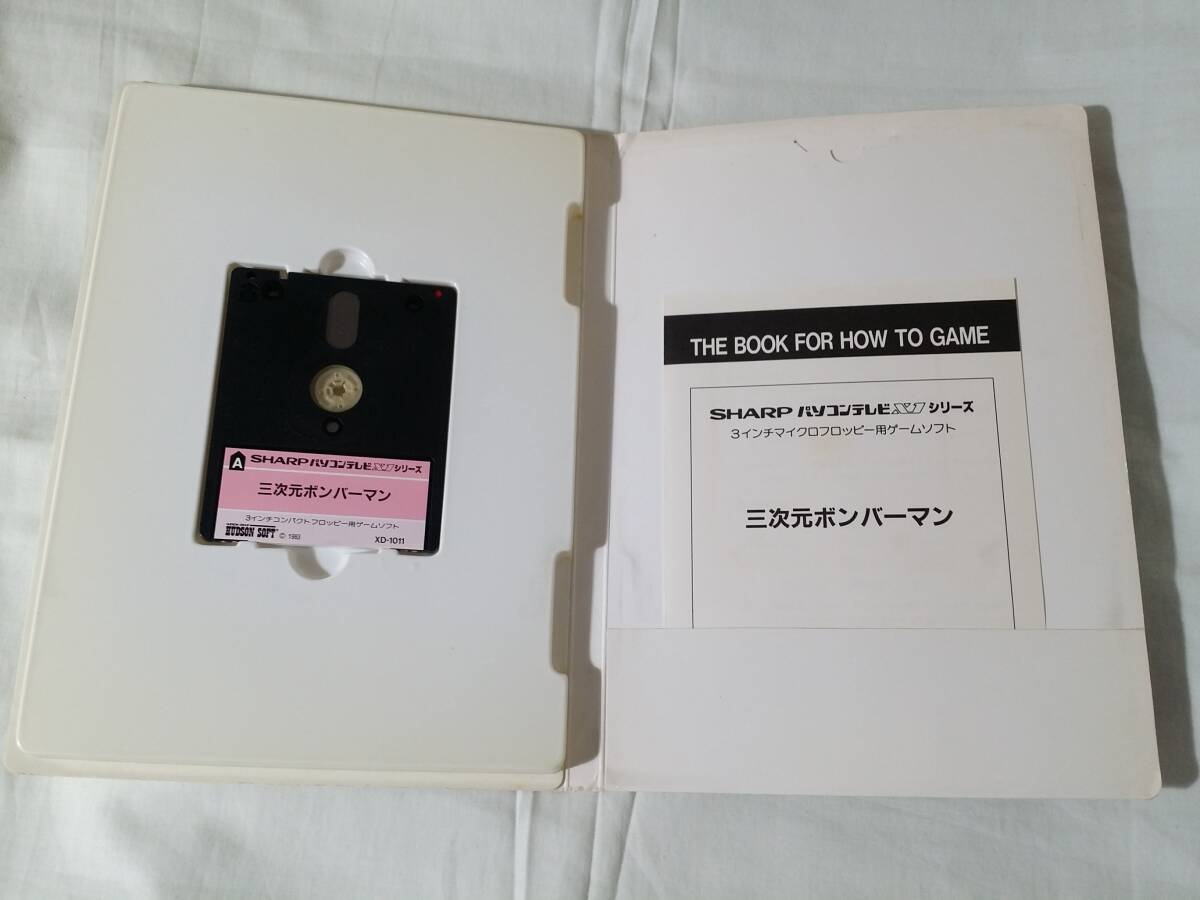 A SHARP パソコンテレビX1シリーズ
三次元ボンバーマン
3インチコンパクトフロッピー用ゲームソフト
HUDSON SOFT © 1983 XD-1011
THE BOOK FOR HOW TO GAME
SHARP パソコンテレビX1シリーズ
3インチマイクロフロッピー用ゲームソフト
三次元ボンバーマン